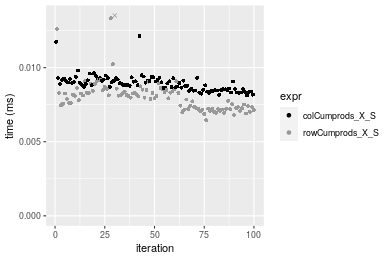 0.010
0.005
0.000
time (ms)
0
25
50
75
100
iteration
expr
colCumprods_X_S
rowCumprods_X_S